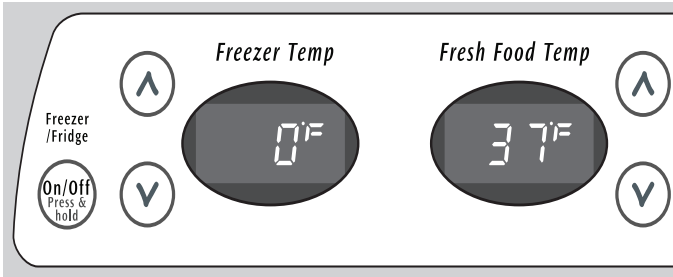 Freezer Temp
Fresh Food Temp
Freezer
/Fridge
0°F
37°F
On/Off
Press &
hold